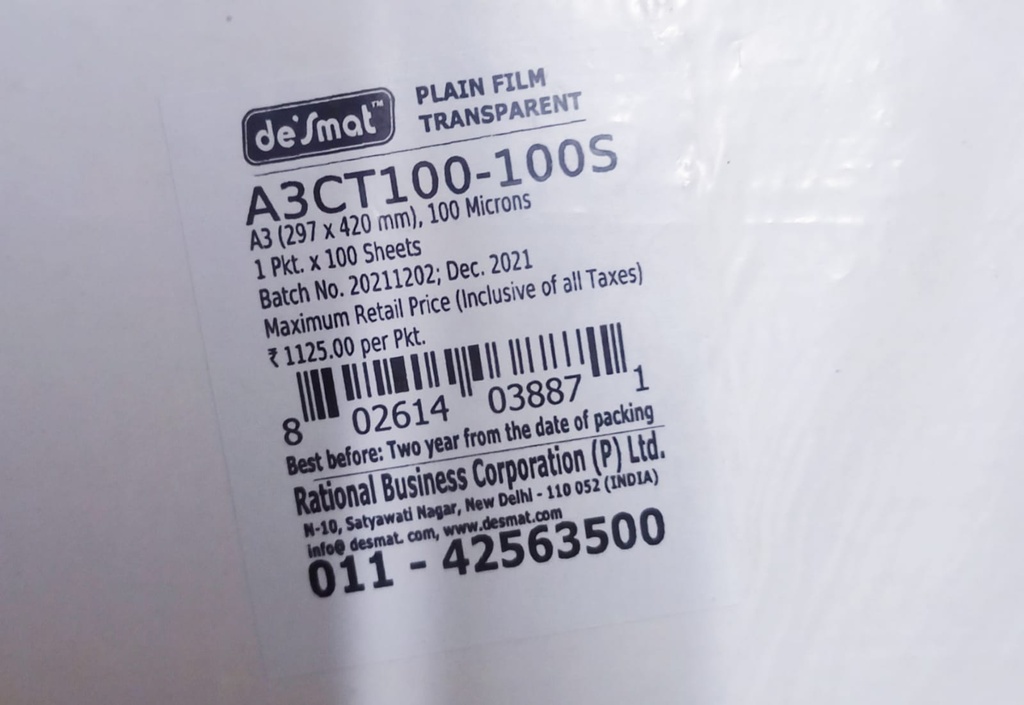 de'Smat™
PLAIN FILM
TRANSPARENT
A3CT100-100S
A3 (297 x 420 mm), 100 Microns
1 Pkt. x 100 Sheets
Batch No. 20211202; Dec. 2021
Maximum Retail Price (Inclusive of all Taxes)
₹ 1125.00 per Pkt.
8 02614 03887 1
Best before: Two year from the date of packing
Rational Business Corporation (P) Ltd.
N-10, Satyawati Nagar, New Delhi - 110 052 (INDIA)
info@ desmat. com, www.desmat.com
011 - 42563500